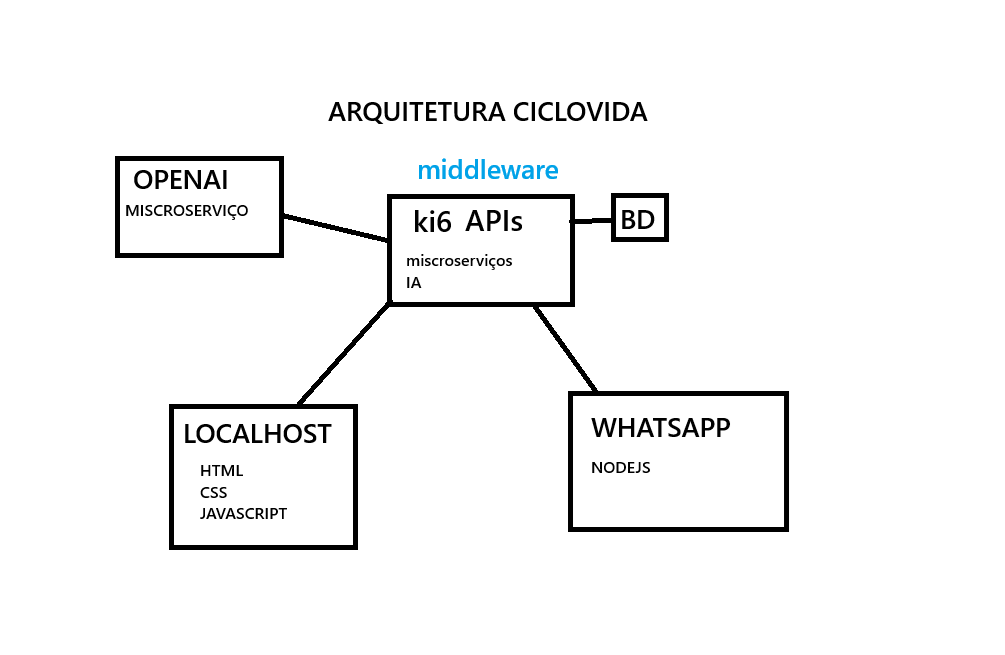 ARQUITETURA CICLOVIDA
middleware
OPENAI
MISCROSERVIÇO
ki6 APIs
miscroserviços
IA
BD
LOCALHOST
HTML
CSS
JAVASCRIPT
WHATSAPP
NODEJS